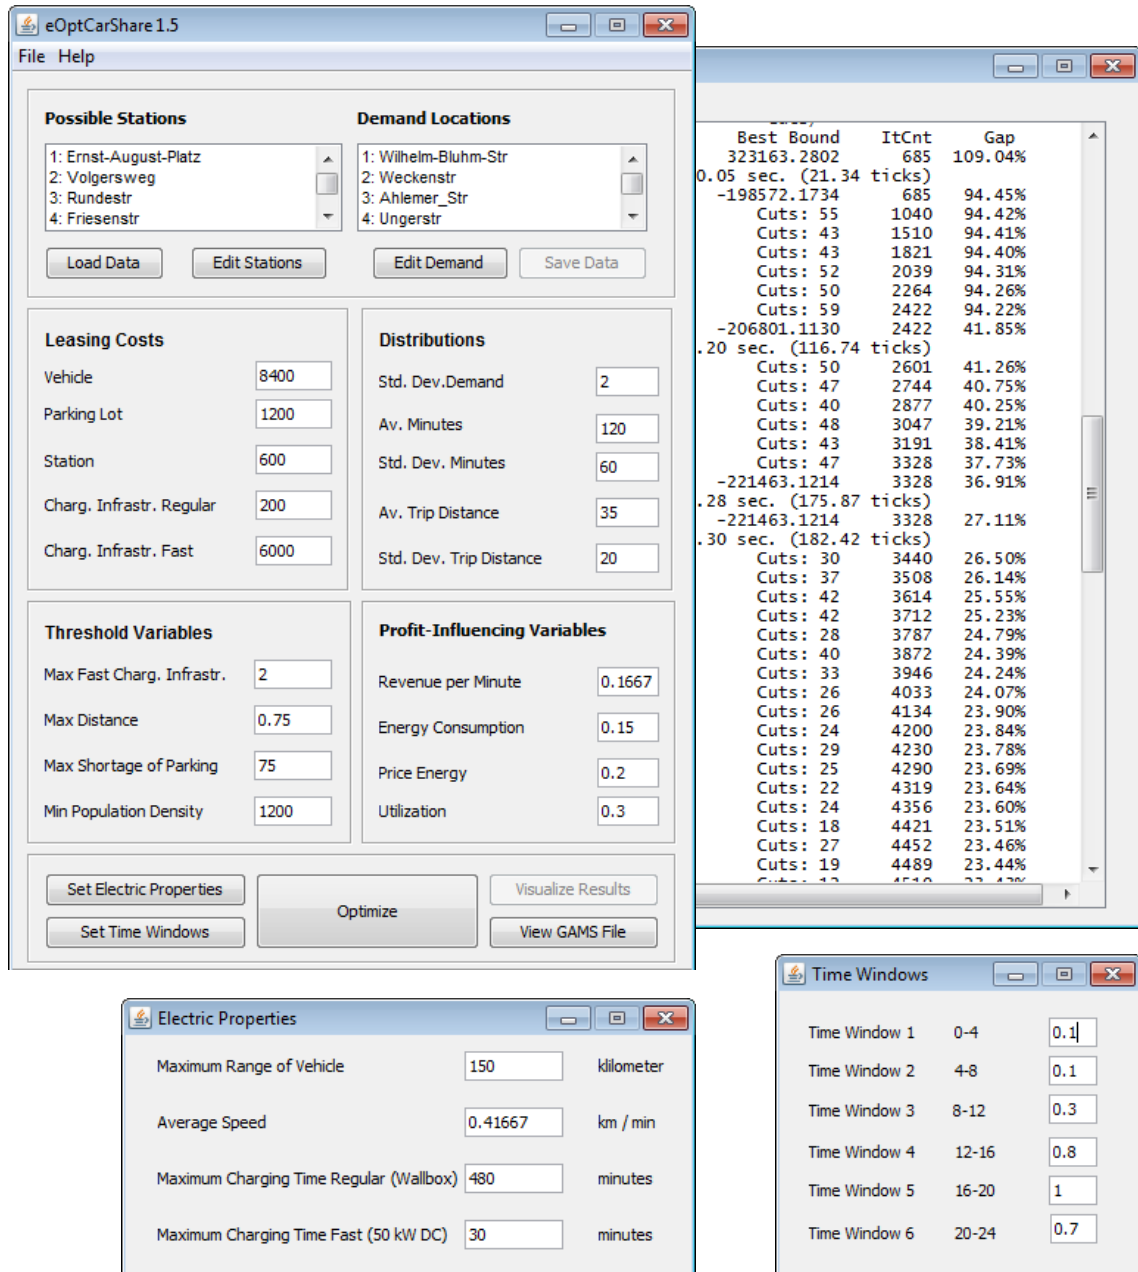 eOptCarShare 1.5
File Help
Possible Stations
1: Ernst-August-Platz
2: Volgersweg
3: Rundestr
4: Friesenstr
Demand Locations
1: Wilhelm-Bluhm-Str
2: Weckenstr
3: Ahlemer_Str
4: Ungerstr
Load Data
Edit Stations
Edit Demand
Save Data
Leasing Costs
Vehicle 8400
Parking Lot 1200
Station 600
Charg. Infrastr. Regular 200
Charg. Infrastr. Fast 6000
Distributions
Std. Dev.Demand 2
Av. Minutes 120
Std. Dev. Minutes 60
Av. Trip Distance 35
Std. Dev. Trip Distance 20
Threshold Variables
Max Fast Charg. Infrastr. 2
Max Distance 0.75
Max Shortage of Parking 75
Min Population Density 1200
Profit-Influencing Variables
Revenue per Minute 0.1667
Energy Consumption 0.15
Price Energy 0.2
Utilization 0.3
Set Electric Properties
Set Time Windows
Optimize
Visualize Results
View GAMS File
Best Bound ItCnt Gap
323163.2802 685 109.04%
0.05 sec. (21.34 ticks)
-198572.1734 685 94.45%
Cuts: 55 1040 94.42%
Cuts: 43 1510 94.41%
Cuts: 43 1821 94.40%
Cuts: 52 2039 94.31%
Cuts: 50 2264 94.26%
Cuts: 59 2422 94.22%
-206801.1130 2422 41.85%
.20 sec. (116.74 ticks)
Cuts: 50 2601 41.26%
Cuts: 47 2744 40.75%
Cuts: 40 2877 40.25%
Cuts: 48 3047 39.21%
Cuts: 43 3191 38.41%
Cuts: 47 3328 37.73%
-221463.1214 3328 36.91%
.28 sec. (175.87 ticks)
-221463.1214 3328 27.11%
.30 sec. (182.42 ticks)
Cuts: 30 3440 26.50%
Cuts: 37 3508 26.14%
Cuts: 42 3614 25.55%
Cuts: 42 3712 25.23%
Cuts: 28 3787 24.79%
Cuts: 40 3872 24.39%
Cuts: 33 3946 24.24%
Cuts: 26 4033 24.07%
Cuts: 26 4134 23.90%
Cuts: 24 4200 23.84%
Cuts: 29 4230 23.78%
Cuts: 25 4290 23.69%
Cuts: 22 4319 23.64%
Cuts: 24 4356 23.60%
Cuts: 18 4421 23.51%
Cuts: 27 4452 23.46%
Cuts: 19 4489 23.44%
Electric Properties
Maximum Range of Vehicle 150 klilometer
Average Speed 0.41667 km / min
Maximum Charging Time Regular (Wallbox) 480 minutes
Maximum Charging Time Fast (50 kW DC) 30 minutes
Time Windows
Time Window 1 0-4 0.1
Time Window 2 4-8 0.1
Time Window 3 8-12 0.3
Time Window 4 12-16 0.8
Time Window 5 16-20 1
Time Window 6 20-24 0.7